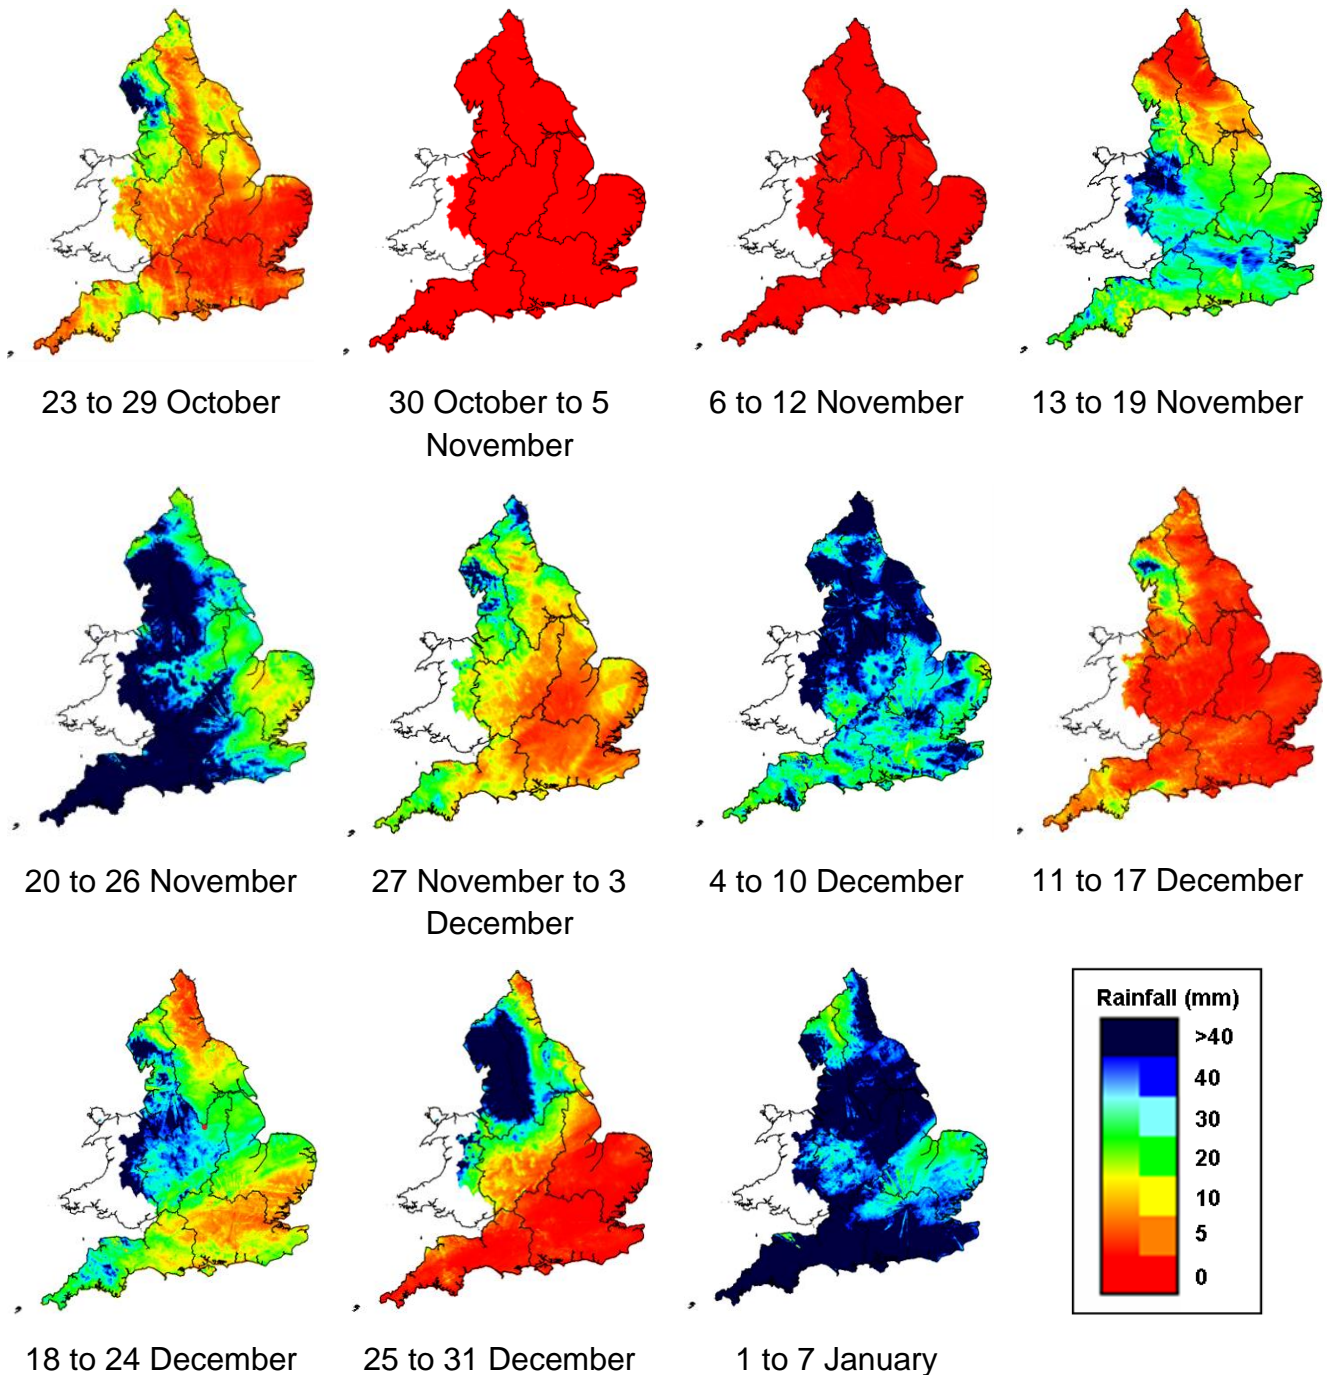 23 to 29 October
30 October to 5
November
6 to 12 November
13 to 19 November
20 to 26 November
27 November to 3
December
4 to 10 December
11 to 17 December
18 to 24 December
25 to 31 December
1 to 7 January
Rainfall (mm)
>40
40
30
20
10
5
0